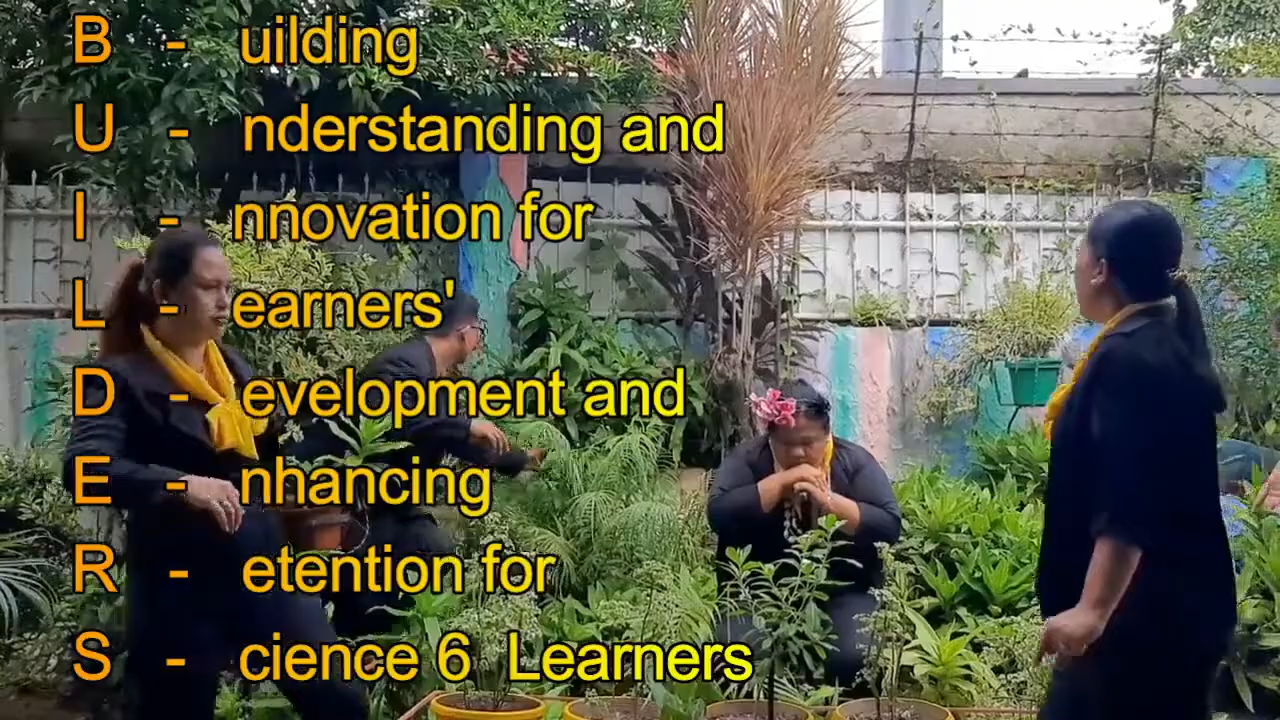 B - uilding
U - nderstanding and
I - nnovation for
L - earners'
D - evelopment and
E - nhancing
R - etention for
S - cience 6 Learners